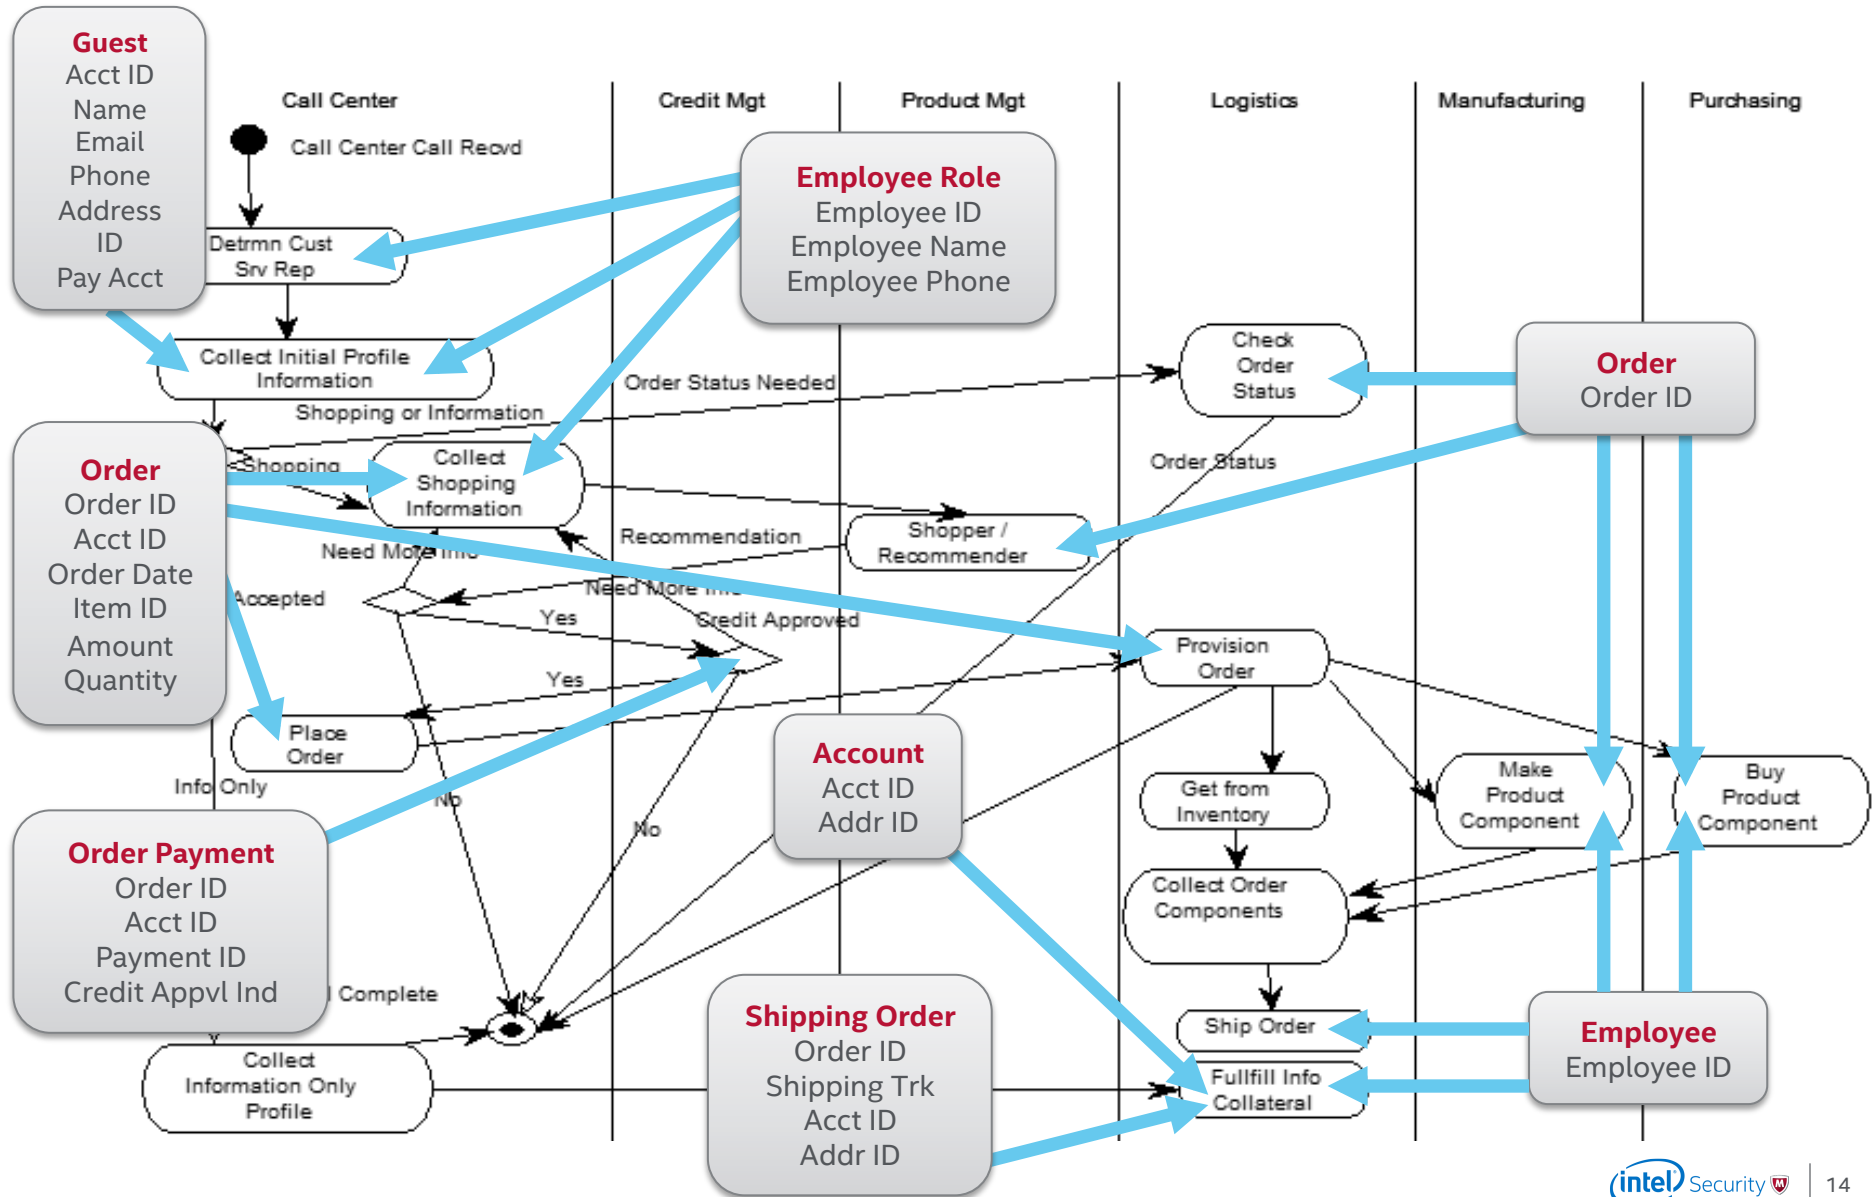 Guest
Acct ID
Name
Email
Phone
Address
ID
Pay Acct
Call Center
Credit Mgt
Product Mgt
Logistics
Manufacturing
Purchasing
Call Center Call Recvd
Employee Role
Employee ID
Employee Name
Employee Phone
Detrmn Cust
Srv Rep
Collect Initial Profile
Information
Order Status Needed
Check
Order
Status
Order
Order ID
Shopping or Information
Order
Order ID
Acct ID
Order Date
Item ID
Amount
Quantity
Shopping
Collect
Shopping
Information
Order Status
Recommendation
Shopper /
Recommender
Need More Info
Need More Inf
Accepted
Yes
Credit Approved
Provision
Order
Yes
Place
Order
Info Only
No
No
Account
Acct ID
Addr ID
Get from
Inventory
Make
Product
Component
Buy
Product
Component
Order Payment
Order ID
Acct ID
Payment ID
Credit Appvl Ind
Collect Order
Components
l Complete
Shipping Order
Order ID
Shipping Trk
Acct ID
Addr ID
Ship Order
Employee
Employee ID
Collect
Information Only
Profile
Fullfill Info
Collateral
intel Security
14